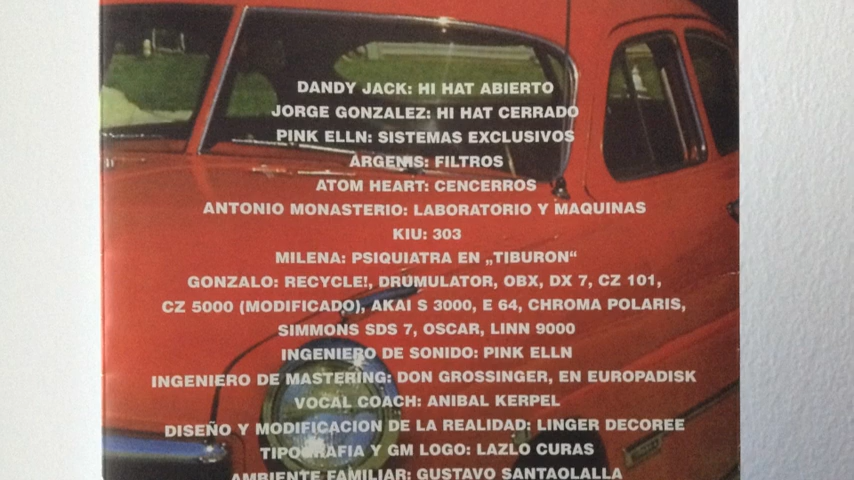 DANDY JACK: HI HAT ABIERTO
JORGE GONZALEZ: HI HAT CERRADO
PINK ELLN: SISTEMAS EXCLUSIVOS
ARGENIS: FILTROS
ATOM HEART: CENCERROS
ANTONIO MONASTERIO: LABORATORIO Y MAQUINAS
KIU: 303
MILENA: PSIQUIATRA EN „TIBURON“
GONZALO: RECYCLE!, DRUMULATOR, OBX, DX 7, CZ 101,
CZ 5000 (MODIFICADO), AKAI S 3000, E 64, CHROMA POLARIS,
SIMMONS SDS 7, OSCAR, LINN 9000
INGENIERO DE SONIDO: PINK ELLN
INGENIERO DE MASTERING: DON GROSSINGER, EN EUROPADISK
VOCAL COACH: ANIBAL KERPEL
DISEÑO Y MODIFICACION DE LA REALIDAD: LINGER DECOREE
TIPOGRAFIA Y GM LOGO: LAZLO CURAS
AMBIENTE FAMILIAR: GUSTAVO SANTAOLALLA